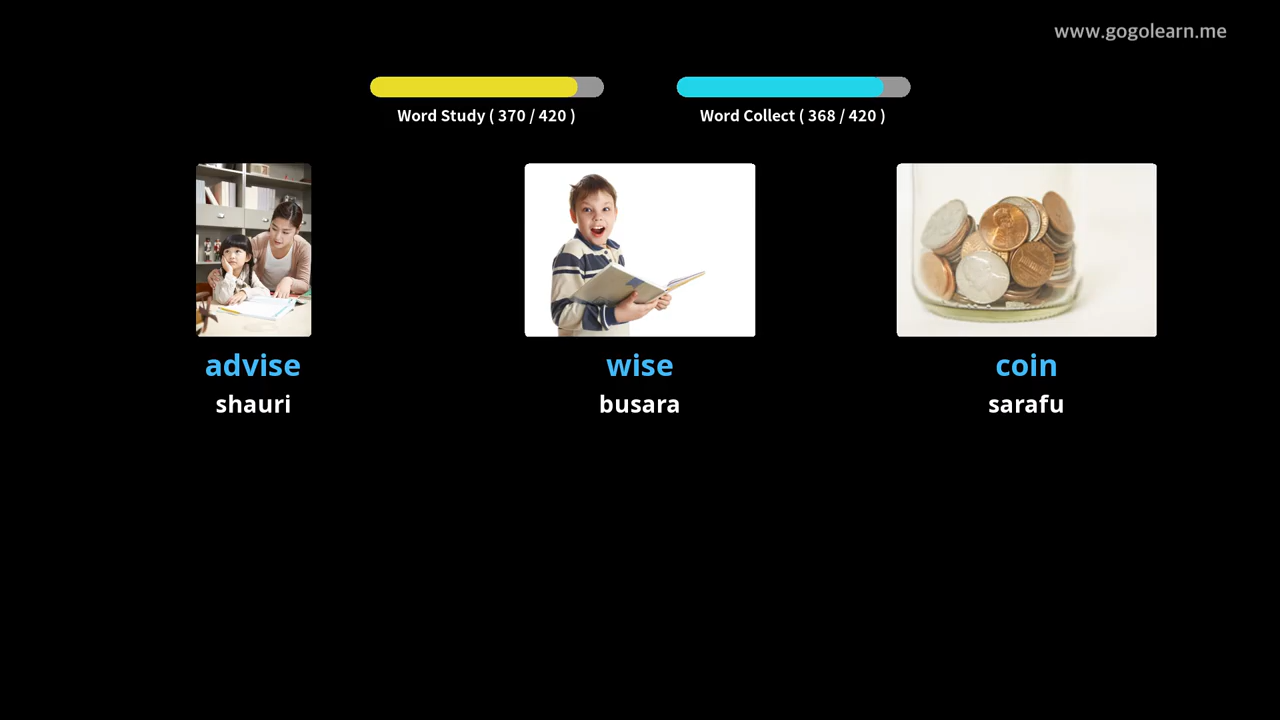 www.gogolearn.me
Word Study ( 370 / 420 )
Word Collect ( 368 / 420 )
advise
shauri
wise
busara
coin
sarafu